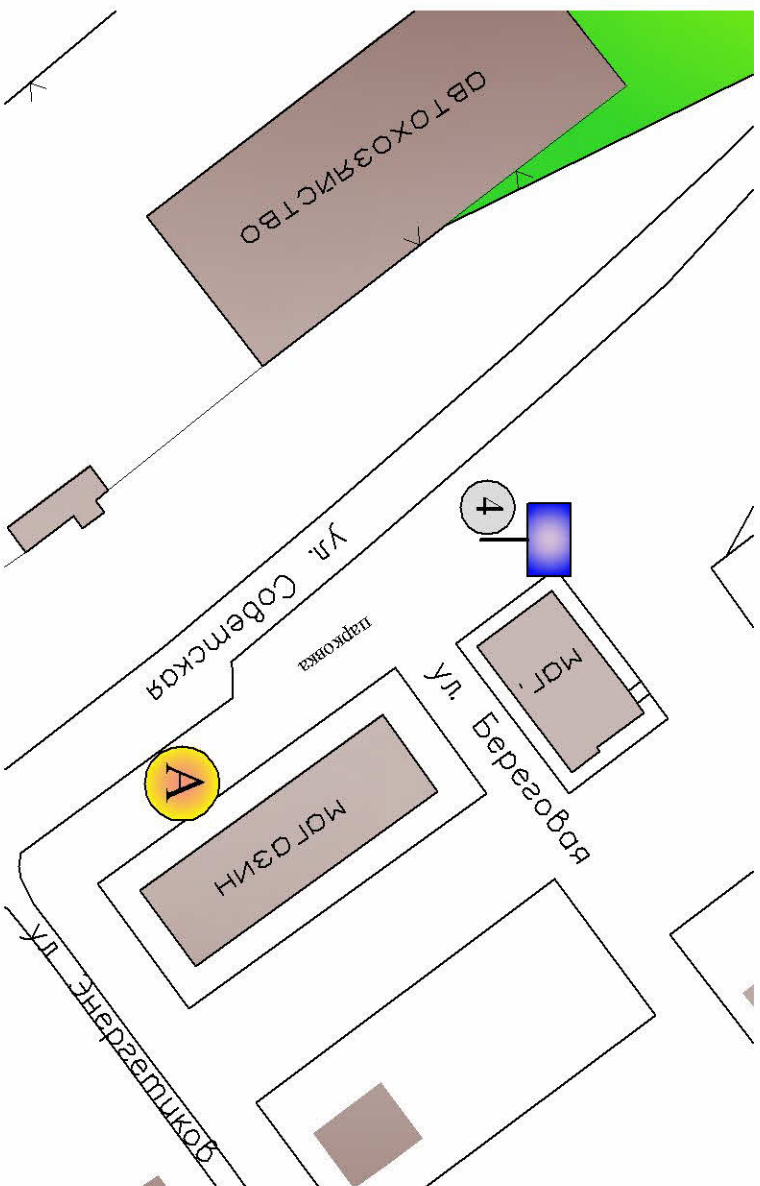 автохозяйство
4
ул. Советская
парковка
маг.
ул. Береговая
А
магазин
ул Энергетиков